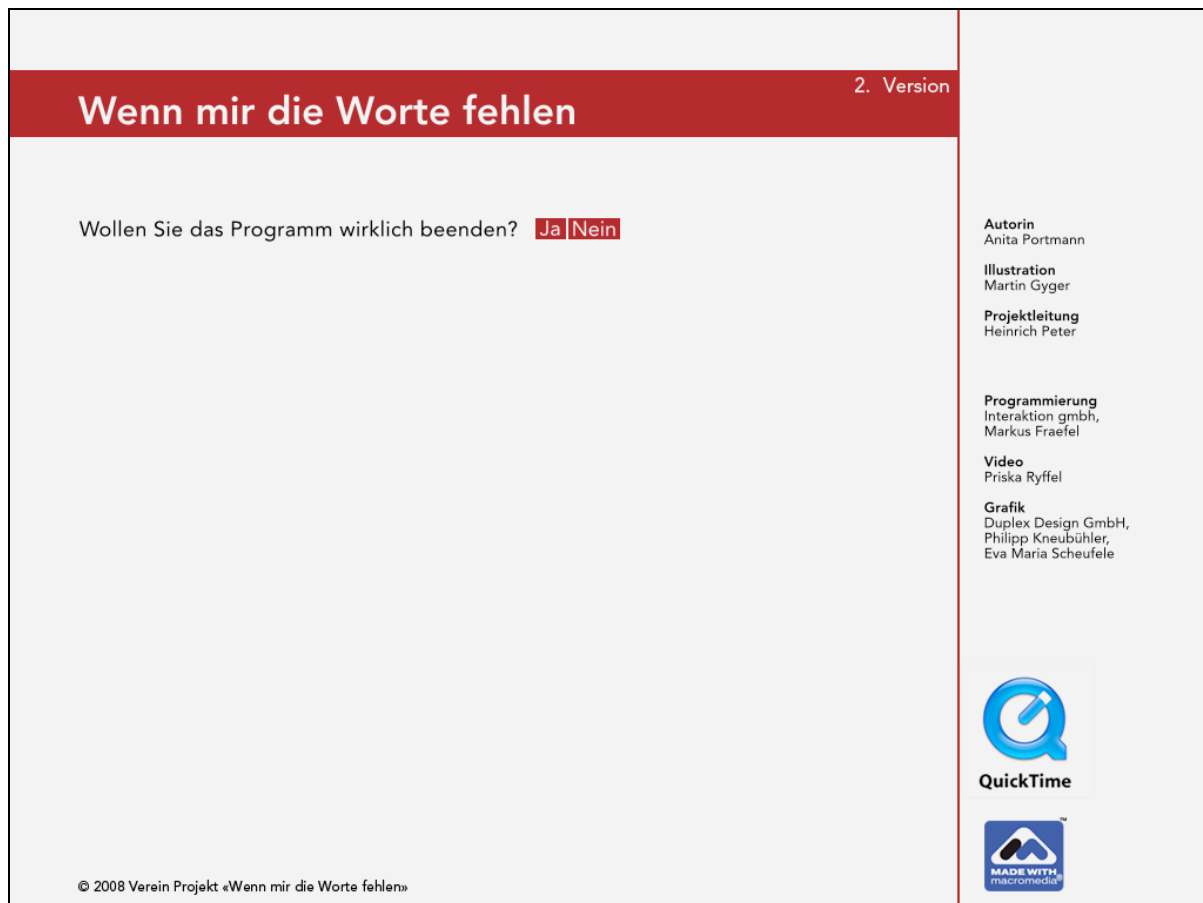 2. Version
Wenn mir die Worte fehlen
Wollen Sie das Programm wirklich beenden? Ja Nein
Autorin
Anita Portmann
Illustration
Martin Gyger
Projektleitung
Heinrich Peter
Programmierung
Interaktion gmbh,
Markus Fraefel
Video
Priska Ryffel
Grafik
Duplex Design GmbH,
Philipp Kneubühler,
Eva Maria Scheufele
QuickTime
™
MADE WITH
macromedia®
© 2008 Verein Projekt «Wenn mir die Worte fehlen»